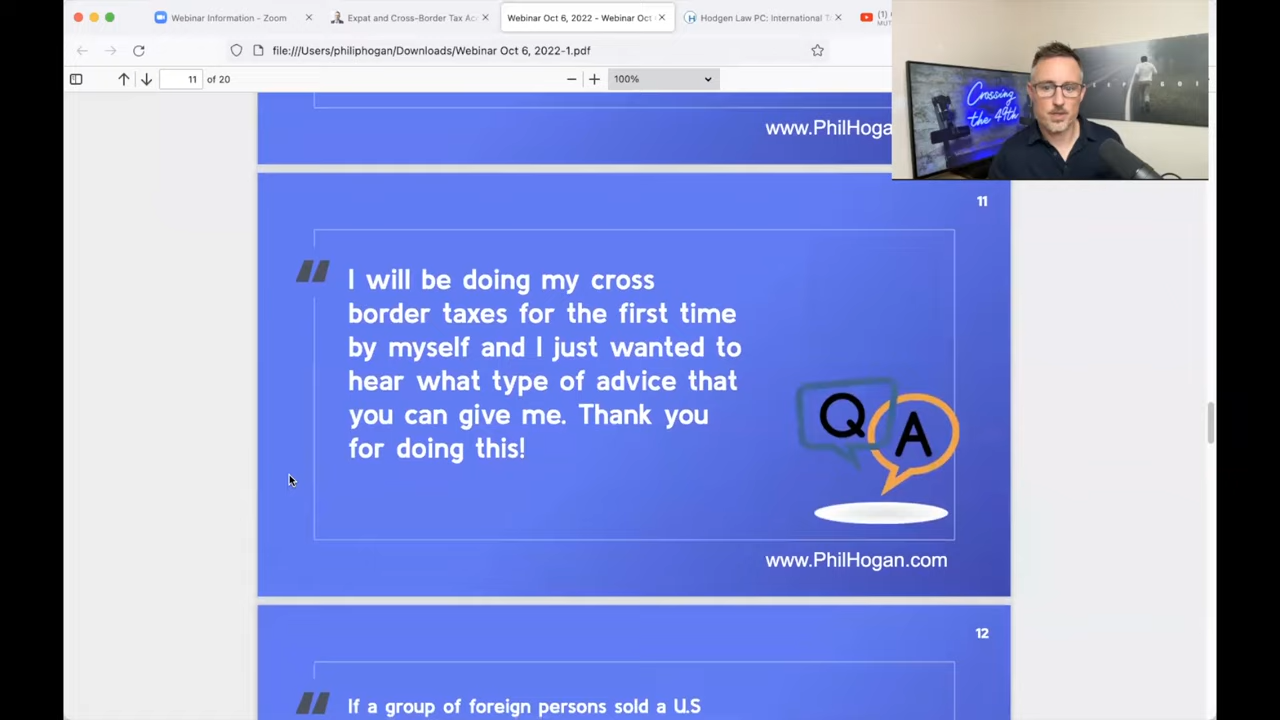 Webinar Information - Zoom
Expat and Cross-Border Tax Ac
Webinar Oct 6, 2022 - Webinar Oct
Hodgen Law PC: International T
(1)
MUT
file:///Users/philiphogan/Downloads/Webinar Oct 6, 2022-1.pdf
11 of 20
100%
www.PhilHoga
Crossing
the 49th
11
I will be doing my cross
border taxes for the first time
by myself and I just wanted to
hear what type of advice that
you can give me. Thank you
for doing this!
Q A
www.PhilHogan.com
12
If a group of foreign persons sold a U.S